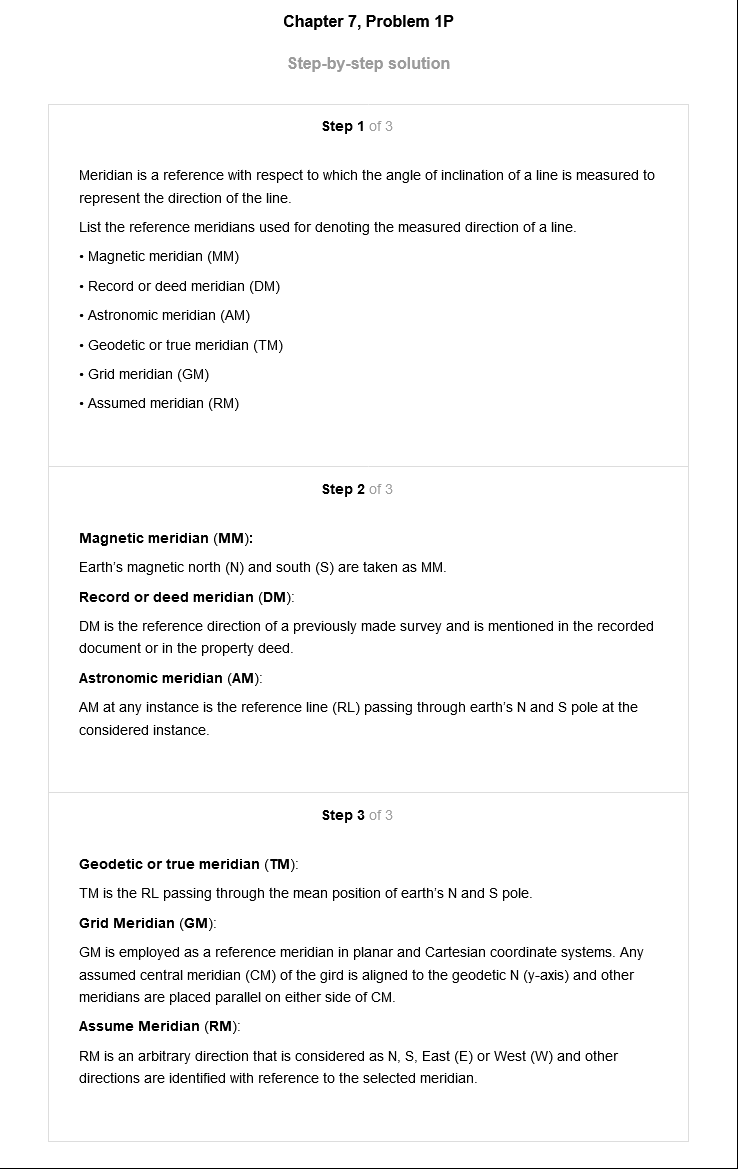 Chapter 7, Problem 1P
Step-by-step solution
Step 1 of 3
Meridian is a reference with respect to which the angle of inclination of a line is measured to
represent the direction of the line.
List the reference meridians used for denoting the measured direction of a line.
• Magnetic meridian (MM)
• Record or deed meridian (DM)
• Astronomic meridian (AM)
• Geodetic or true meridian (TM)
• Grid meridian (GM)
• Assumed meridian (RM)
Step 2 of 3
Magnetic meridian (MM):
Earth's magnetic north (N) and south (S) are taken as MM.
Record or deed meridian (DM):
DM is the reference direction of a previously made survey and is mentioned in the recorded
document or in the property deed.
Astronomic meridian (AM):
AM at any instance is the reference line (RL) passing through earth's N and S pole at the
considered instance.
Step 3 of 3
Geodetic or true meridian (TM):
TM is the RL passing through the mean position of earth's N and S pole.
Grid Meridian (GM):
GM is employed as a reference meridian in planar and Cartesian coordinate systems. Any
assumed central meridian (CM) of the gird is aligned to the geodetic N (y-axis) and other
meridians are placed parallel on either side of CM.
Assume Meridian (RM):
RM is an arbitrary direction that is considered as N, S, East (E) or West (W) and other
directions are identified with reference to the selected meridian.